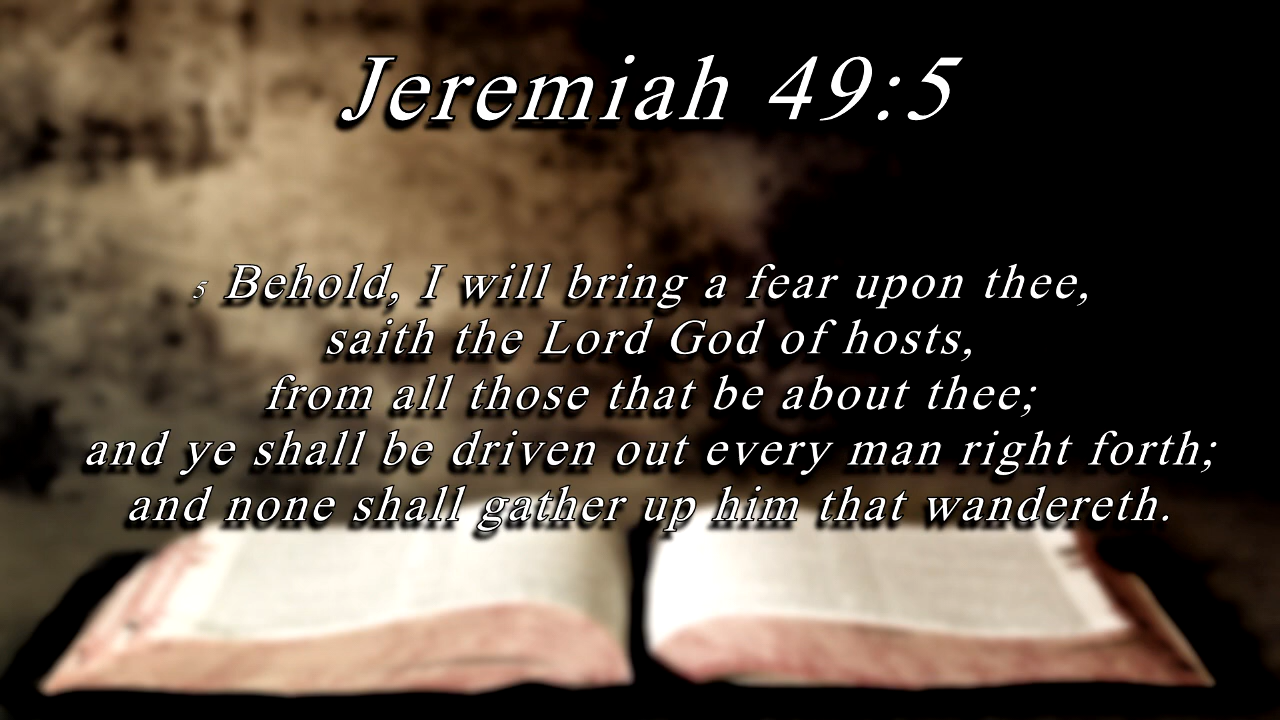 Jeremiah 49:5
5 Behold, I will bring a fear upon thee,
saith the Lord God of hosts,
from all those that be about thee;
and ye shall be driven out every man right forth;
and none shall gather up him that wandereth.